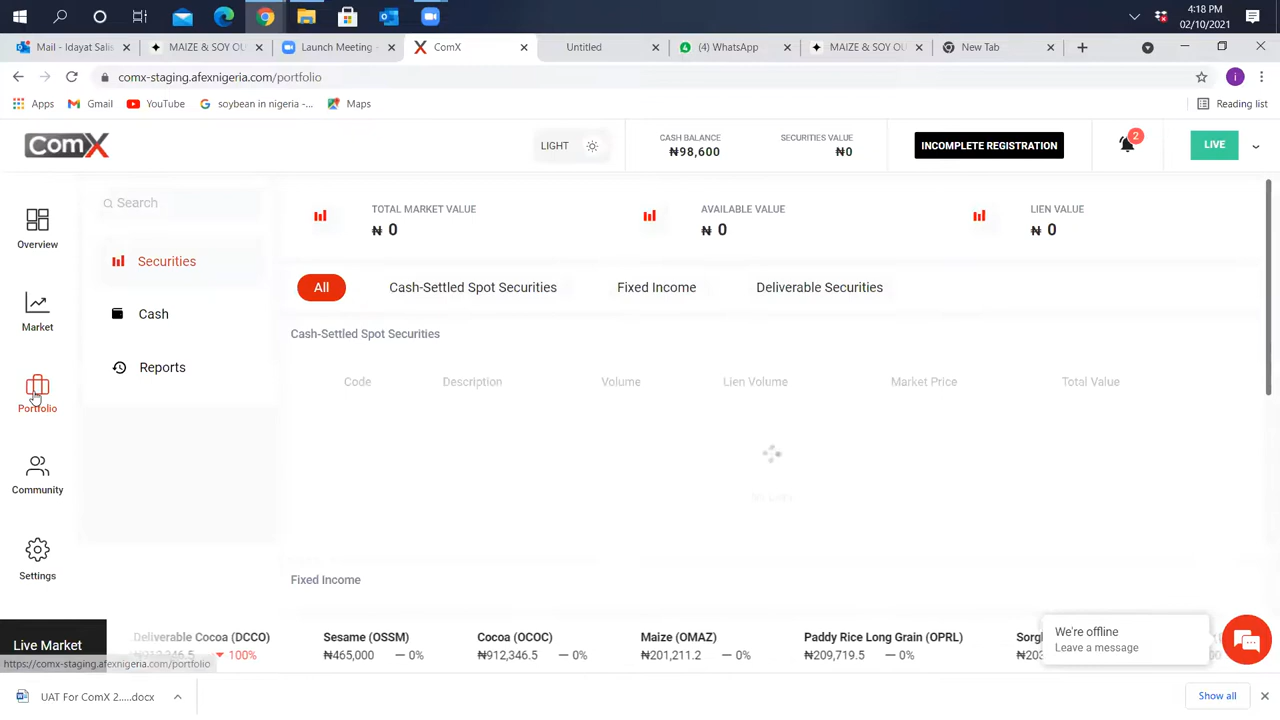 4:18 PM
02/10/2021
Mail - Idayat Salis
MAIZE & SOY OU
Launch Meeting -
ComX
Untitled
(4) WhatsApp
MAIZE & SOY OU
New Tab
comx-staging.afexnigeria.com/portfolio
i
Apps
Gmail
YouTube
soybean in nigeria -...
Maps
Reading list
ComX
LIGHT
CASH BALANCE
₦98,600
SECURITIES VALUE
₦0
INCOMPLETE REGISTRATION
2
LIVE
Overview
Market
Portfolio
Community
Settings
Search
Securities
Cash
Reports
TOTAL MARKET VALUE
₦ 0
AVAILABLE VALUE
₦ 0
LIEN VALUE
₦ 0
All
Cash-Settled Spot Securities
Fixed Income
Deliverable Securities
Cash-Settled Spot Securities
Code
Description
Volume
Lien Volume
Market Price
Total Value
Fixed Income
Live Market
Deliverable Cocoa (DCCO)
₦912,346.5 100%
Sesame (OSSM)
₦465,000 — 0%
Cocoa (OCOC)
₦912,346.5 — 0%
Maize (OMAZ)
₦201,211.2 — 0%
Paddy Rice Long Grain (OPRL)
₦209,719.5 — 0%
We're offline
Leave a message
https://comx-staging.afexnigeria.com/portfolio
UAT For ComX 2.....docx
Show all